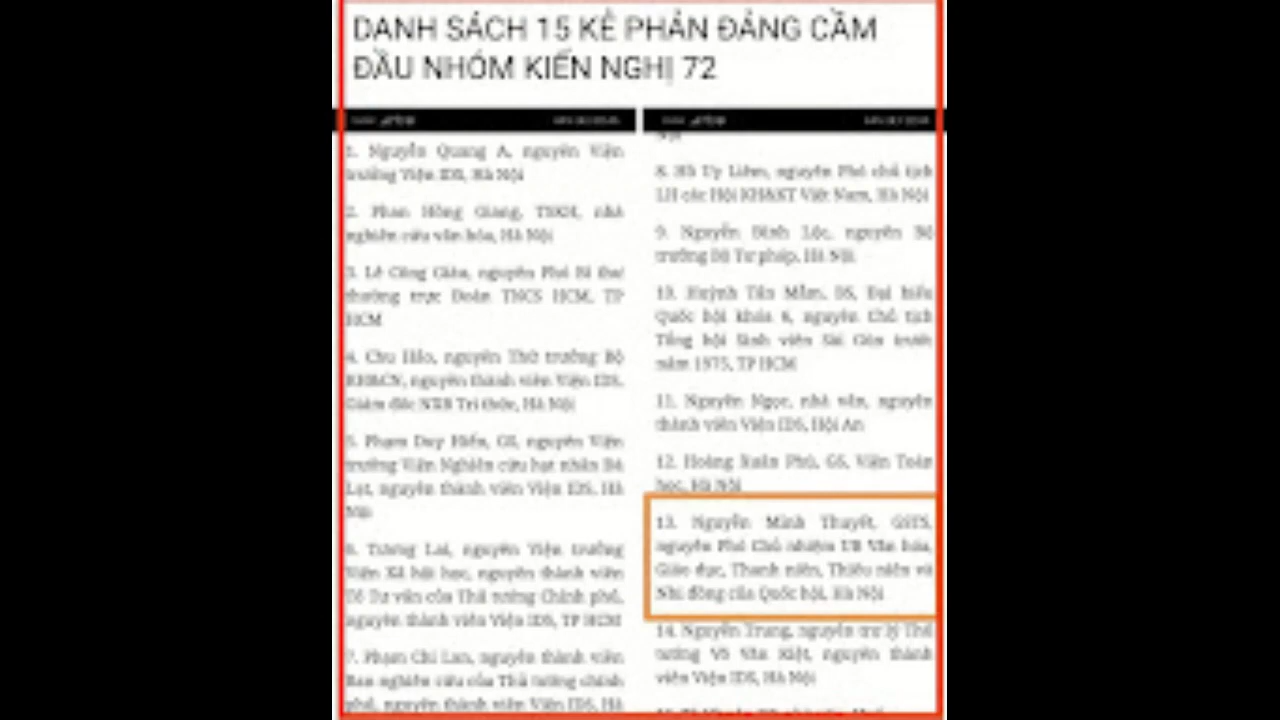 DANH SÁCH 15 KẺ PHẢN ĐẢNG CẦM
ĐẦU NHÓM KIẾN NGHỊ 72
1. Nguyễn Quang A, nguyên Viện
trưởng Viện IDS, Hà Nội
2. Phan Hồng Giang, TSKH, nhà
nghiên cứu văn hóa, Hà Nội
3. Lê Công Giàu, nguyên Phó Bí thư
thường trực Đoàn TNCS HCM, TP
HCM
4. Chu Hảo, nguyên Thứ trưởng Bộ
KH&CN, nguyên thành viên Viện IDS,
Giám đốc NXB Tri thức, Hà Nội
5. Phạm Duy Hiển, GS, nguyên Viện
trưởng Viện Nghiên cứu hạt nhân Đà
Lạt, nguyên thành viên Viện IDS, Hà
Nội
6. Tương Lai, nguyên Viện trưởng
Viện Xã hội học, nguyên thành viên
Tổ Tư vấn của Thủ tướng Chính phủ,
nguyên thành viên Viện IDS, TP HCM
7. Phạm Chi Lan, nguyên thành viên
Ban nghiên cứu của Thủ tướng chính
phủ, nguyên thành viên Viện IDS, Hà
Nội
8. Hồ Uy Liêm, nguyên Phó chủ tịch
LH các Hội KH&KT Việt Nam, Hà Nội
9. Nguyễn Đình Lộc, nguyên Bộ
trưởng Bộ Tư pháp, Hà Nội
10. Huỳnh Tấn Mẫm, BS, Đại biểu
Quốc hội khóa 6, nguyên Chủ tịch
Tổng hội Sinh viên Sài Gòn trước
năm 1975, TP HCM
11. Nguyên Ngọc, nhà văn, nguyên
thành viên Viện IDS, Hội An
12. Hoàng Xuân Phú, GS, Viện Toán
học, Hà Nội
13. Nguyễn Minh Thuyết, GSTS,
nguyên Phó Chủ nhiệm UB Văn hóa,
Giáo dục, Thanh niên, Thiếu niên và
Nhi đồng của Quốc hội, Hà Nội
14. Nguyễn Trung, nguyên trợ lý Thủ
tướng Võ Văn Kiệt, nguyên thành
viên Viện IDS, Hà Nội